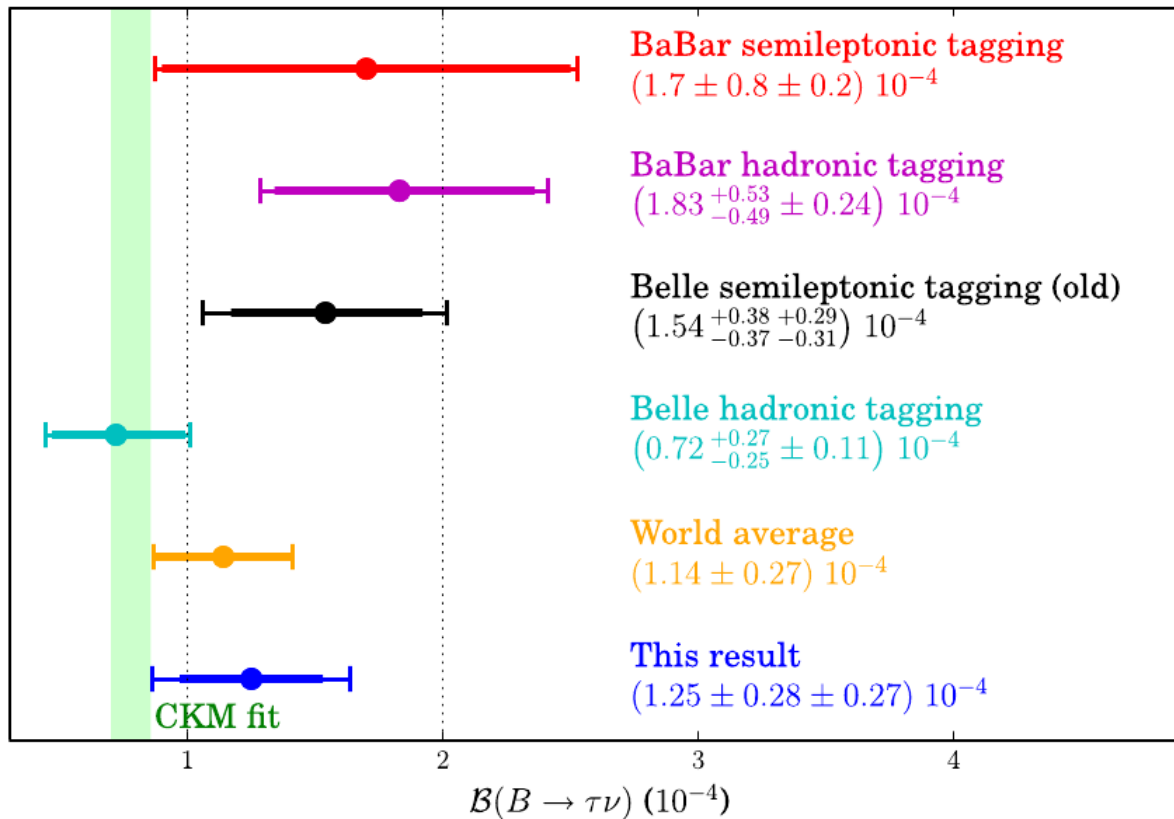 BaBar semileptonic tagging
(1.7 ± 0.8 ± 0.2) 10⁻⁴
BaBar hadronic tagging
(1.83 +0.53 −0.49 ± 0.24) 10⁻⁴
Belle semileptonic tagging (old)
(1.54 +0.38 −0.37 +0.29 −0.31) 10⁻⁴
Belle hadronic tagging
(0.72 +0.27 −0.25 ± 0.11) 10⁻⁴
World average
(1.14 ± 0.27) 10⁻⁴
This result
(1.25 ± 0.28 ± 0.27) 10⁻⁴
CKM fit
1 2 3 4
ℬ(B → τν) (10⁻⁴)